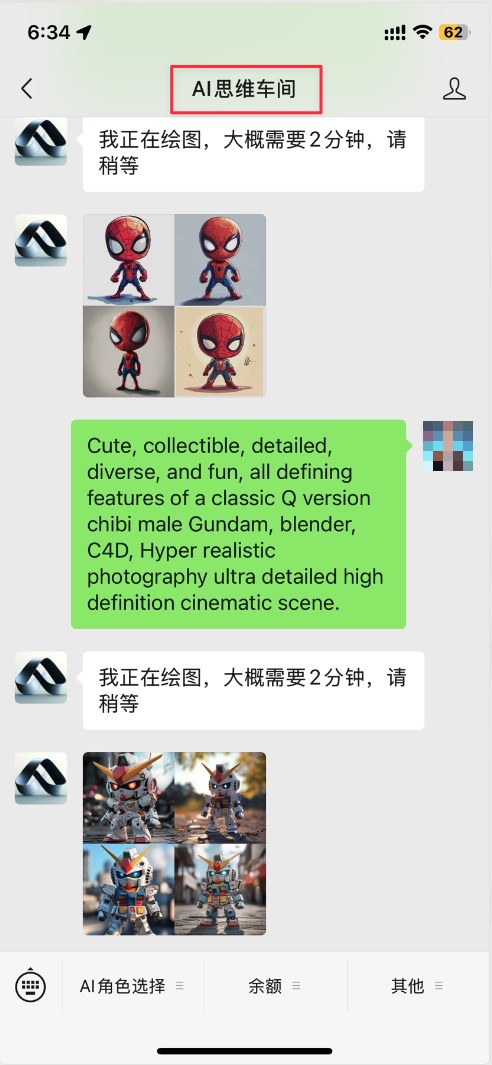 6:34
62
AI思维车间
我正在绘图，大概需要2分钟，请
稍等
Cute, collectible, detailed,
diverse, and fun, all defining
features of a classic Q version
chibi male Gundam, blender,
C4D, Hyper realistic
photography ultra detailed high
definition cinematic scene.
我正在绘图，大概需要2分钟，请
稍等
AI角色选择
余额
其他